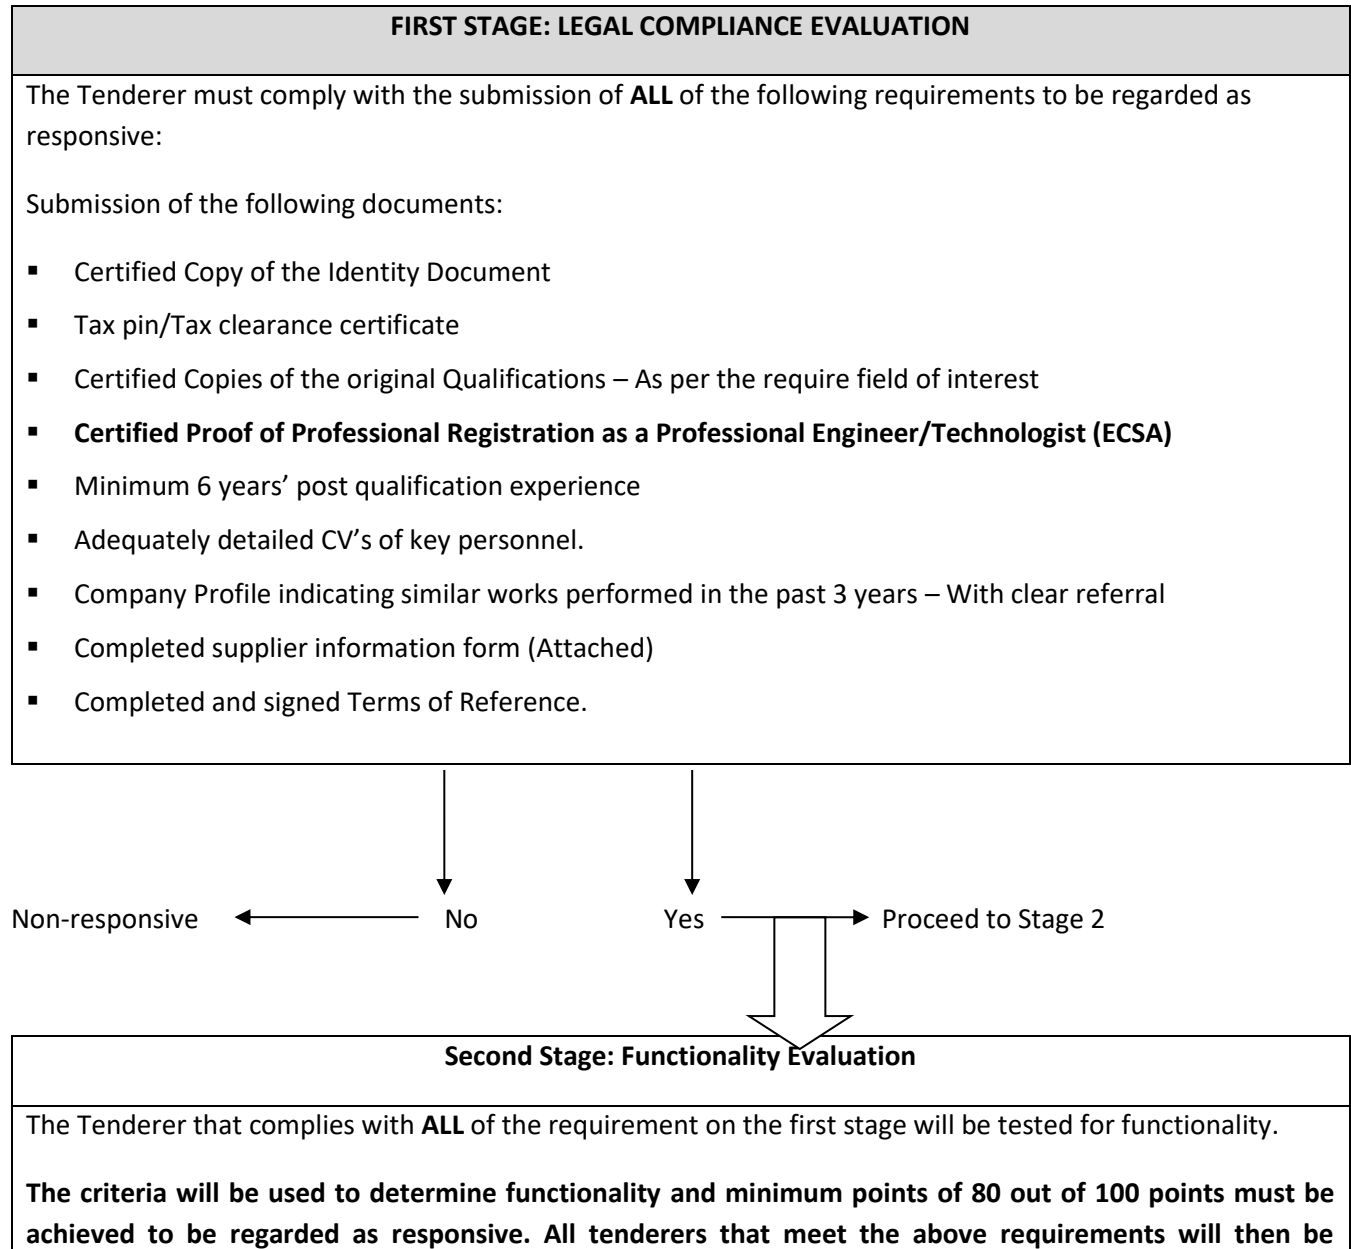 FIRST STAGE: LEGAL COMPLIANCE EVALUATION
The Tenderer must comply with the submission of ALL of the following requirements to be regarded as
responsive:
Submission of the following documents:
▪ Certified Copy of the Identity Document
▪ Tax pin/Tax clearance certificate
▪ Certified Copies of the original Qualifications – As per the require field of interest
▪ Certified Proof of Professional Registration as a Professional Engineer/Technologist (ECSA)
▪ Minimum 6 years’ post qualification experience
▪ Adequately detailed CV’s of key personnel.
▪ Company Profile indicating similar works performed in the past 3 years – With clear referral
▪ Completed supplier information form (Attached)
▪ Completed and signed Terms of Reference.
Non-responsive No Yes Proceed to Stage 2
Second Stage: Functionality Evaluation
The Tenderer that complies with ALL of the requirement on the first stage will be tested for functionality.
The criteria will be used to determine functionality and minimum points of 80 out of 100 points must be
achieved to be regarded as responsive. All tenderers that meet the above requirements will then be